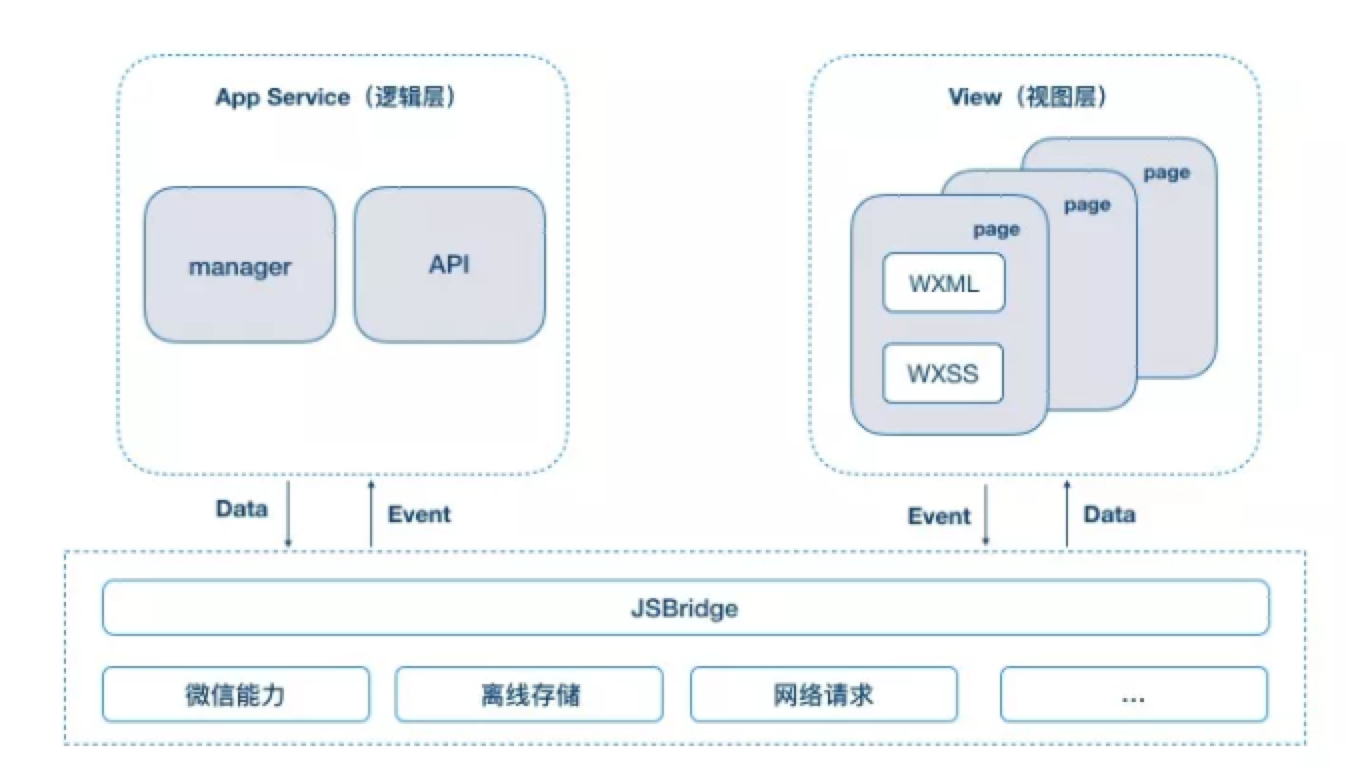 App Service（逻辑层）
manager
API
View（视图层）
page
page
page
WXML
WXSS
Data
Event
Event
Data
JSBridge
微信能力
离线存储
网络请求
...